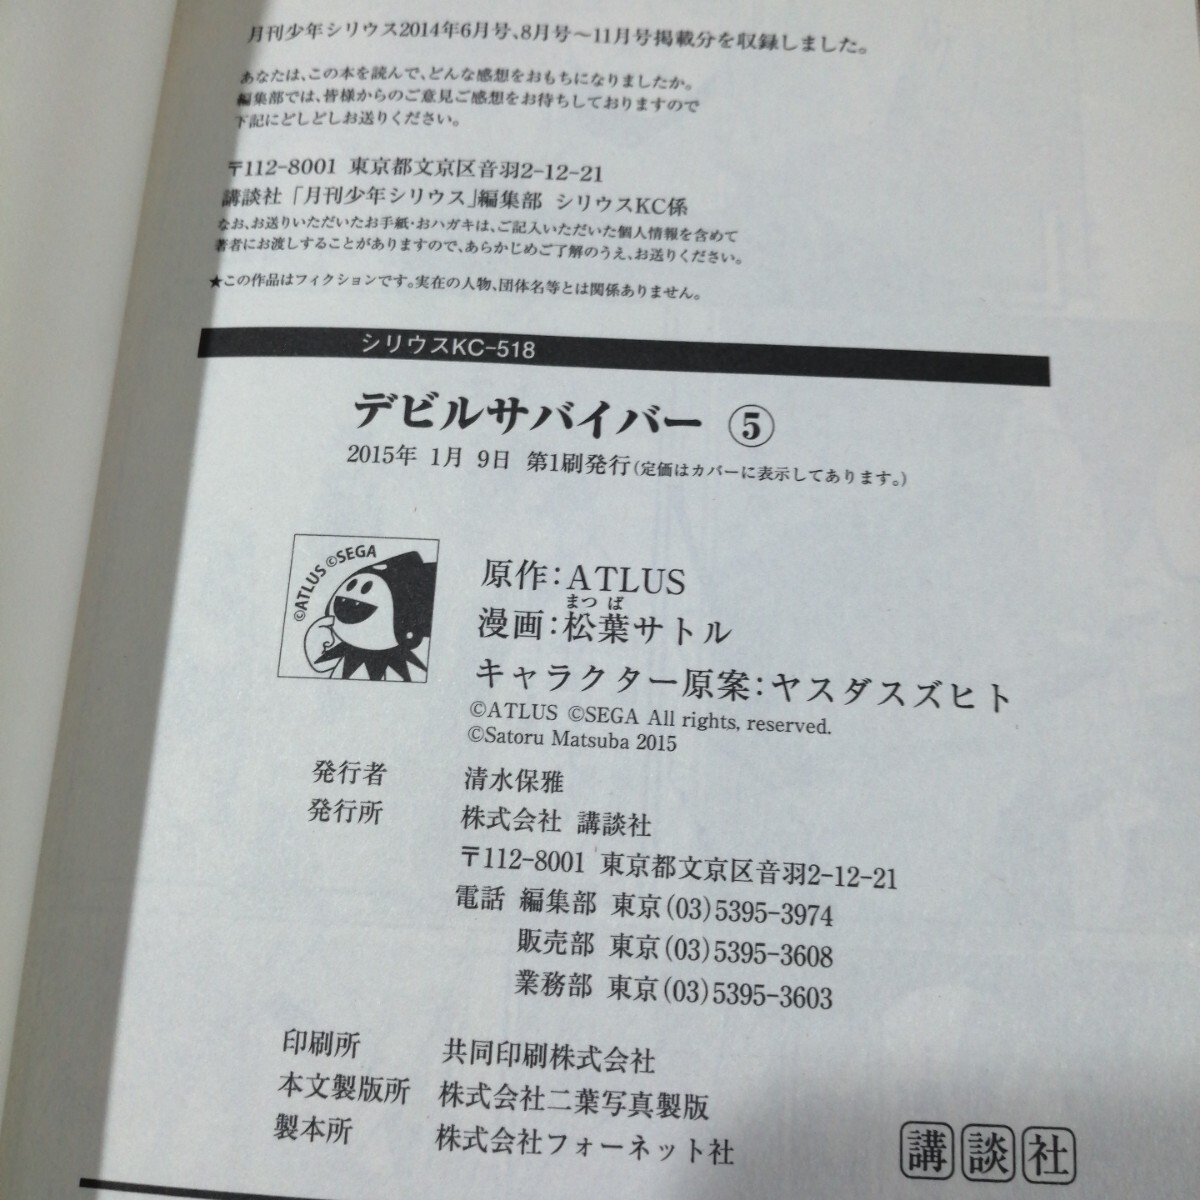 月刊少年シリウス2014年6月号、8月号〜11月号掲載分を収録しました。
あなたは、この本を読んで、どんな感想をおもちになりましたか。
編集部では、皆様からのご意見ご感想をお待ちしておりますので
下記にどしどしお送りください。
〒112-8001 東京都文京区音羽2-12-21
講談社「月刊少年シリウス」編集部 シリウスKC係
なお、お送りいただいたお手紙・おハガキは、ご記入いただいた個人情報を含めて
著者にお渡しすることがありますので、あらかじめご了解のうえ、お送りください。
★この作品はフィクションです。実在の人物、団体名等とは関係ありません。
シリウスKC-518
デビルサバイバー ⑤
2015年 1月 9日 第1刷発行(定価はカバーに表示してあります。)
©ATLUS ©SEGA
原作:ATLUS
まつ ば
漫画:松葉サトル
キャラクター原案:ヤスダスズヒト
©ATLUS ©SEGA All rights, reserved.
©Satoru Matsuba 2015
発行者 清水保雅
発行所 株式会社 講談社
〒112-8001 東京都文京区音羽2-12-21
電話 編集部 東京(03)5395-3974
販売部 東京(03)5395-3608
業務部 東京(03)5395-3603
印刷所 共同印刷株式会社
本文製版所 株式会社二葉写真製版
製本所 株式会社フォーネット社
講談社